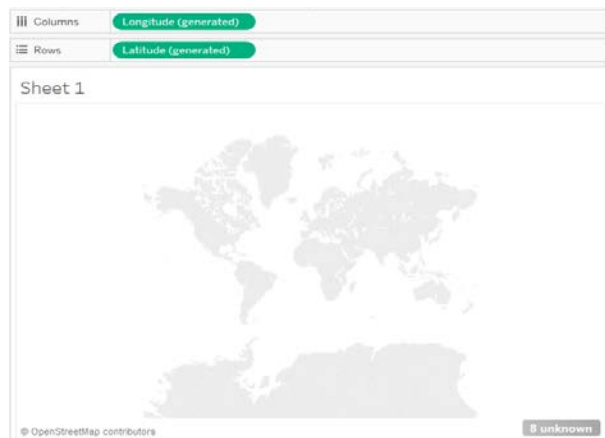 Columns Longitude (generated)
Rows Latitude (generated)
Sheet 1
© OpenStreetMap contributors
8 unknown